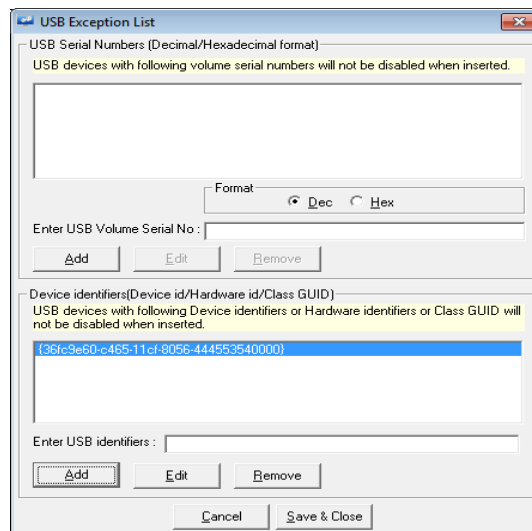 USB Exception List
USB Serial Numbers (Decimal/Hexadecimal format)
USB devices with following volume serial numbers will not be disabled when inserted.
Format
Dec Hex
Enter USB Volume Serial No :
Add Edit Remove
Device identifiers(Device id/Hardware id/Class GUID)
USB devices with following Device identifiers or Hardware identifiers or Class GUID will
not be disabled when inserted.
{36fc9e60-c465-11cf-8056-444553540000}
Enter USB identifiers :
Add Edit Remove
Cancel Save & Close